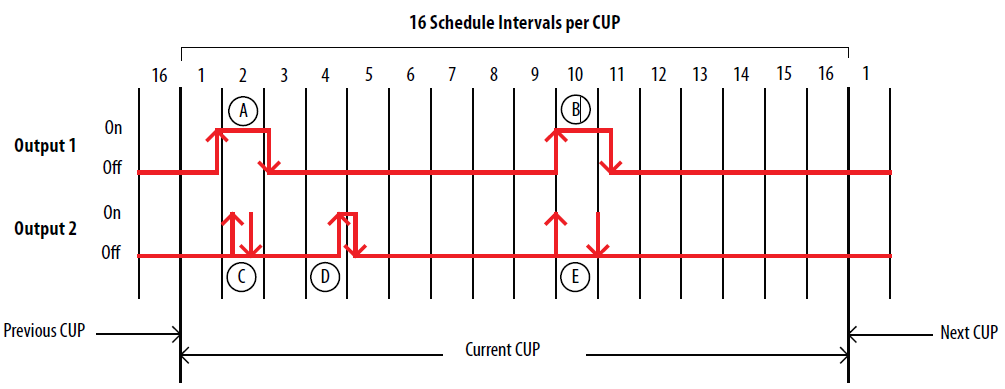 16 Schedule Intervals per CUP
16 1 2 3 4 5 6 7 8 9 10 11 12 13 14 15 16 1
A B
On
Output 1
Off
On
Output 2
Off
C D E
Previous CUP
Next CUP
Current CUP